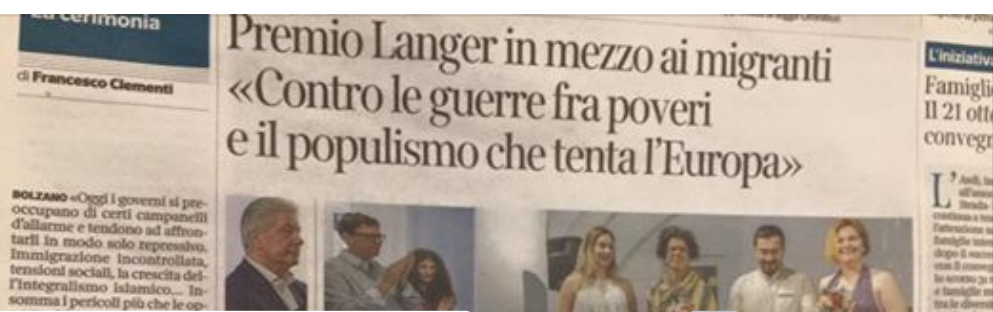 La cerimonia
di Francesco Clementi
Premio Langer in mezzo ai migranti
«Contro le guerre fra poveri
e il populismo che tenta l'Europa»
BOLZANO «Oggi i governi si pre-
occupano di certi campanelli
d'allarme e tendono ad affron-
tarli in modo solo repressivo.
Immigrazione incontrollata,
tensioni sociali, la crescita del-
l'integralismo islamico... In-
somma i pericoli più che le op-
L'iniziativa
Famiglie
Il 21 otto
convegn
L'